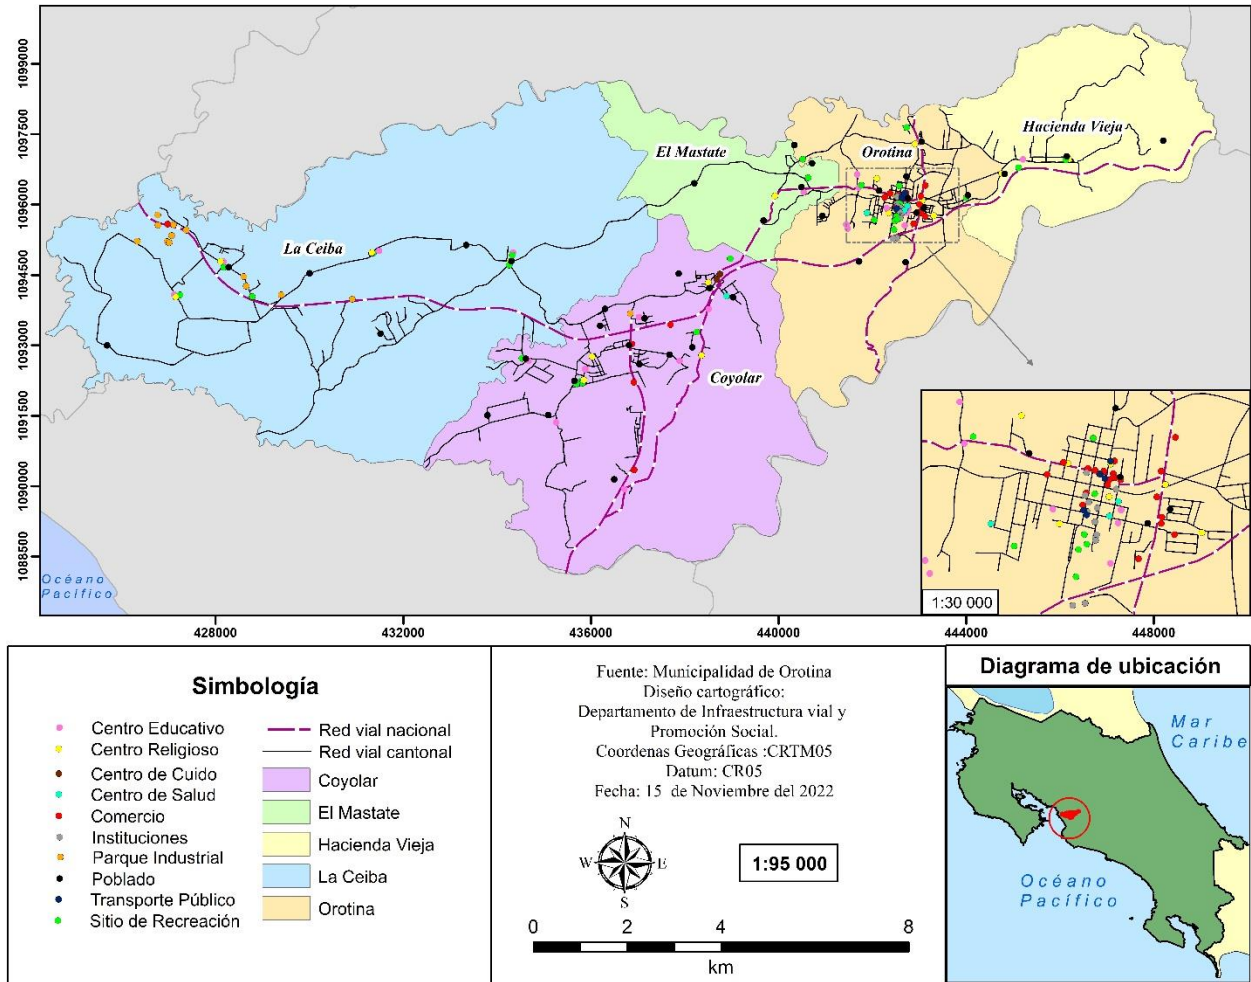 1099000
1097500
1096000
1094500
1093000
1091500
1090000
1088500
Hacienda Vieja
El Mastate
Orotina
La Ceiba
Coyolar
Océano
Pacífico
1:30 000
428000
432000
436000
440000
444000
448000
Simbología
Centro Educativo
Centro Religioso
Centro de Cuido
Centro de Salud
Comercio
Instituciones
Parque Industrial
Poblado
Transporte Público
Sitio de Recreación
Red vial nacional
Red vial cantonal
Coyolar
El Mastate
Hacienda Vieja
La Ceiba
Orotina
Fuente: Municipalidad de Orotina
Diseño cartográfico:
Departamento de Infraestructura vial y
Promoción Social.
Coordenas Geográficas :CRTM05
Datum: CR05
Fecha: 15 de Noviembre del 2022
N
W
E
S
1:95 000
0
2
4
8
km
Diagrama de ubicación
Mar
Caribe
Océano
Pacífico